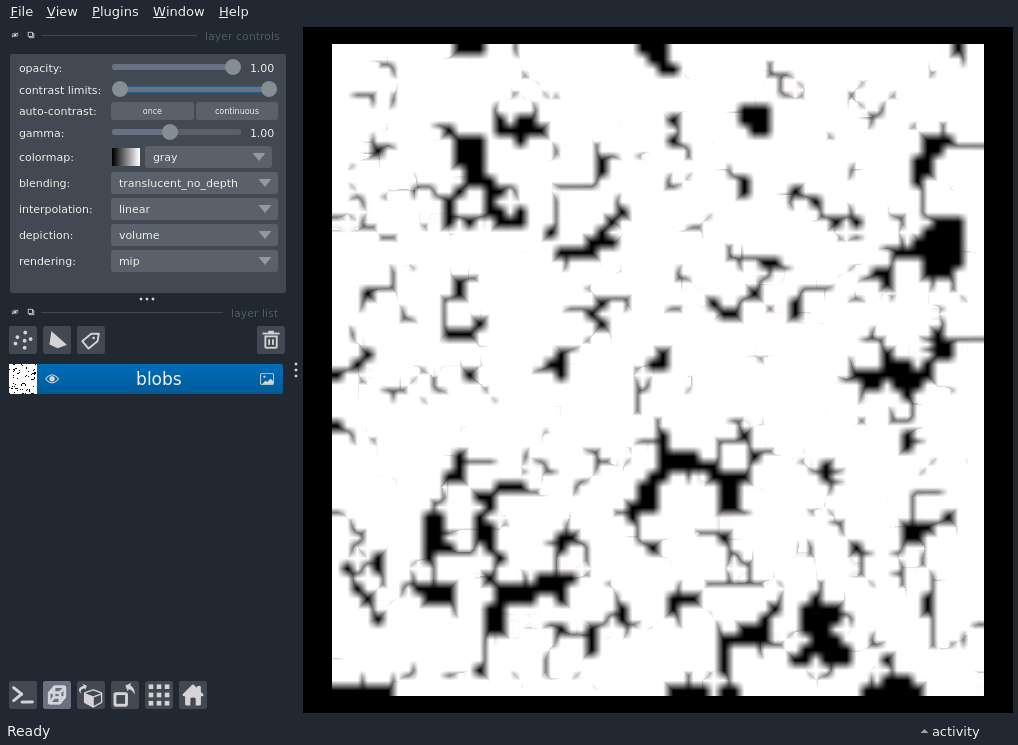 File View Plugins Window Help
layer controls
opacity: 1.00
contrast limits:
auto-contrast: once continuous
gamma: 1.00
colormap: gray
blending: translucent_no_depth
interpolation: linear
depiction: volume
rendering: mip
layer list
blobs
Ready activity